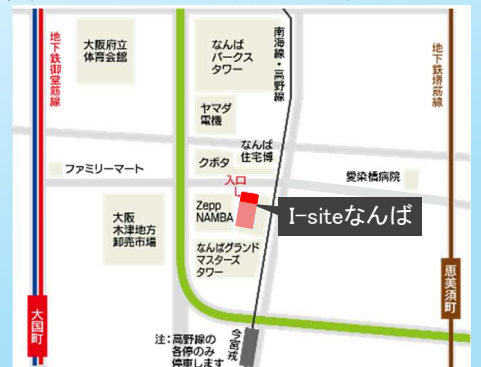 地下鉄御堂筋線
大阪府立
体育会館
なんば
パークス
タワー
南海線・高野線
地下鉄堺筋線
ヤマダ
電機
なんば
住宅博
クボタ
ファミリーマート
入口
愛染橋病院
Zepp
NAMBA
I-siteなんば
大阪
木津地方
卸売市場
なんばグランド
マスターズ
タワー
恵美須町
大国町
今宮戎
注:高野線の
各停のみ
停車します